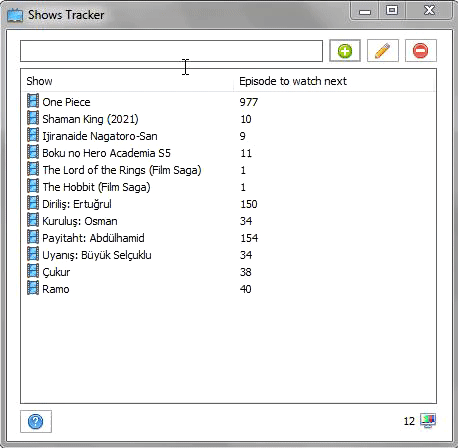 Shows Tracker
Show Episode to watch next
One Piece 977
Shaman King (2021) 10
Ijiranaide Nagatoro-San 9
Boku no Hero Academia S5 11
The Lord of the Rings (Film Saga) 1
The Hobbit (Film Saga) 1
Diriliş: Ertuğrul 150
Kuruluş: Osman 34
Payitaht: Abdülhamid 154
Uyanış: Büyük Selçuklu 34
Çukur 38
Ramo 40
12